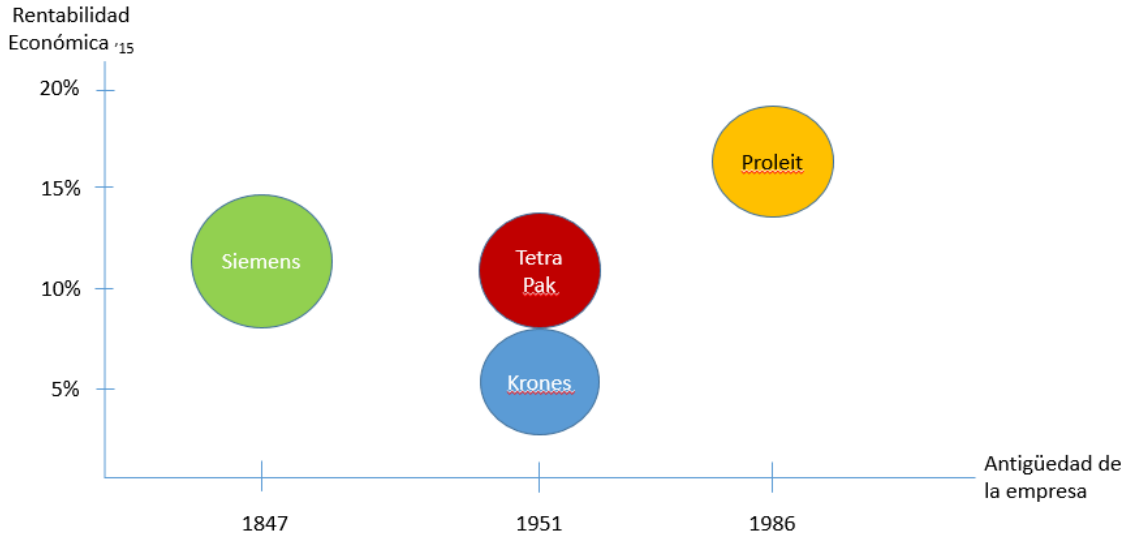 Rentabilidad
Económica '15
20%
15%
10%
5%
Proleit
Siemens
Tetra
Pak
Krones
Antigüedad de
la empresa
1847
1951
1986